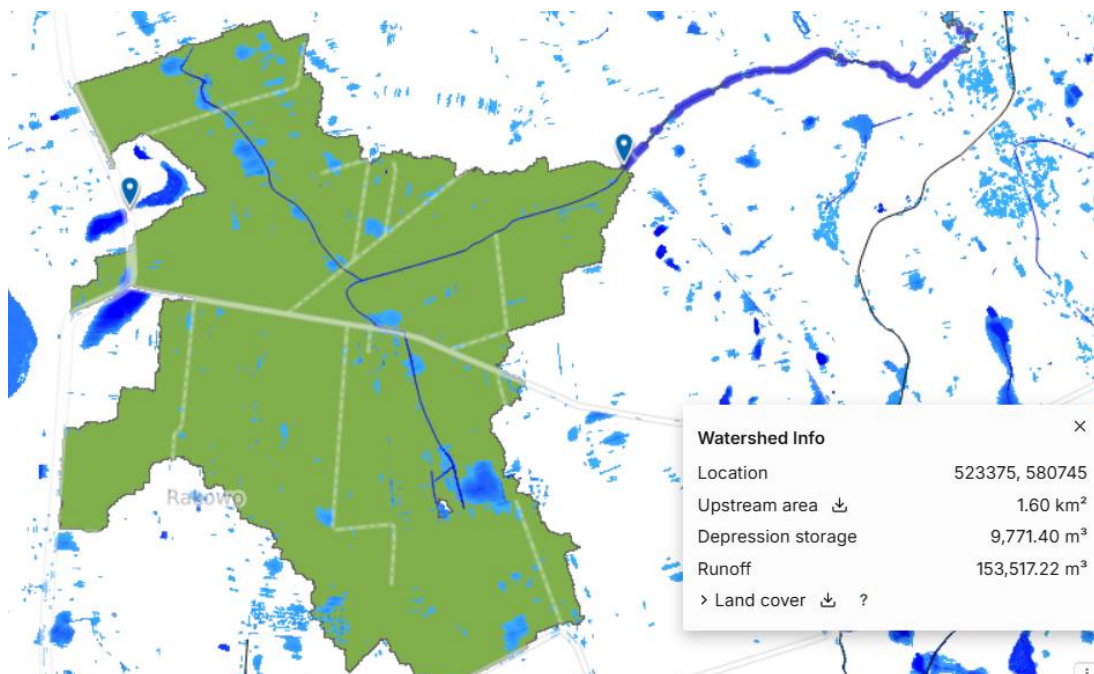 Rakowo
Watershed Info
Location 523375, 580745
Upstream area 1.60 km²
Depression storage 9,771.40 m³
Runoff 153,517.22 m³
Land cover ?